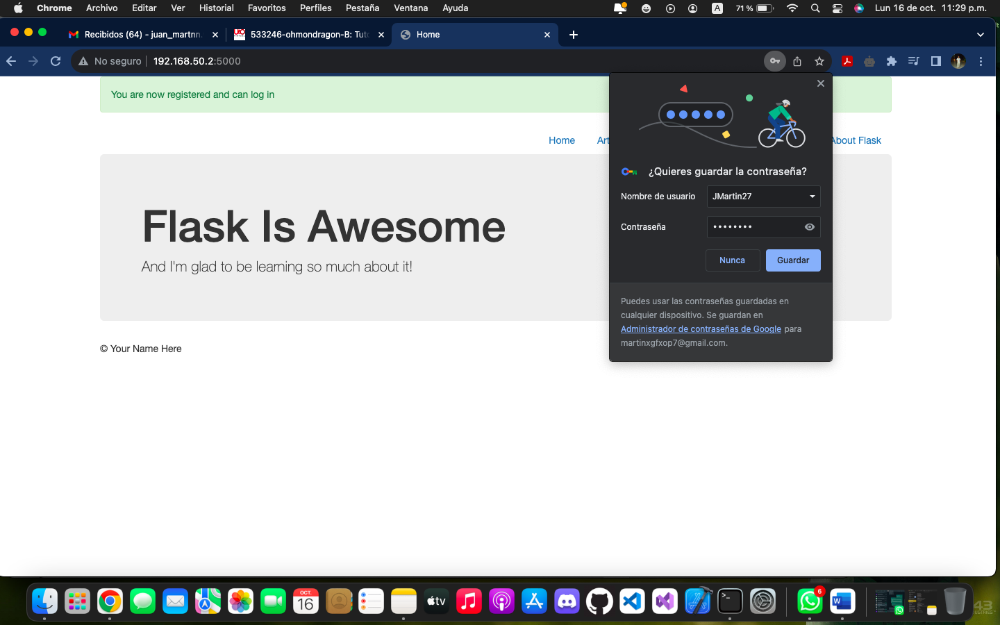 Chrome Archivo Editar Ver Historial Favoritos Perfiles Pestaña Ventana Ayuda A 71 % Lun 16 de oct. 11:29 p.m.
Recibidos (64) - juan_martnn. 533246-ohmondragon-B: Tuto Home
No seguro 192.168.50.2:5000
You are now registered and can log in
Home Art About Flask
Flask Is Awesome
And I'm glad to be learning so much about it!
© Your Name Here
¿Quieres guardar la contraseña?
Nombre de usuario JMartin27
Contraseña ••••••••
Nunca Guardar
Puedes usar las contraseñas guardadas en
cualquier dispositivo. Se guardan en
Administrador de contraseñas de Google para
martinxgfxop7@gmail.com.
OCT.
16
tv
6
W
43